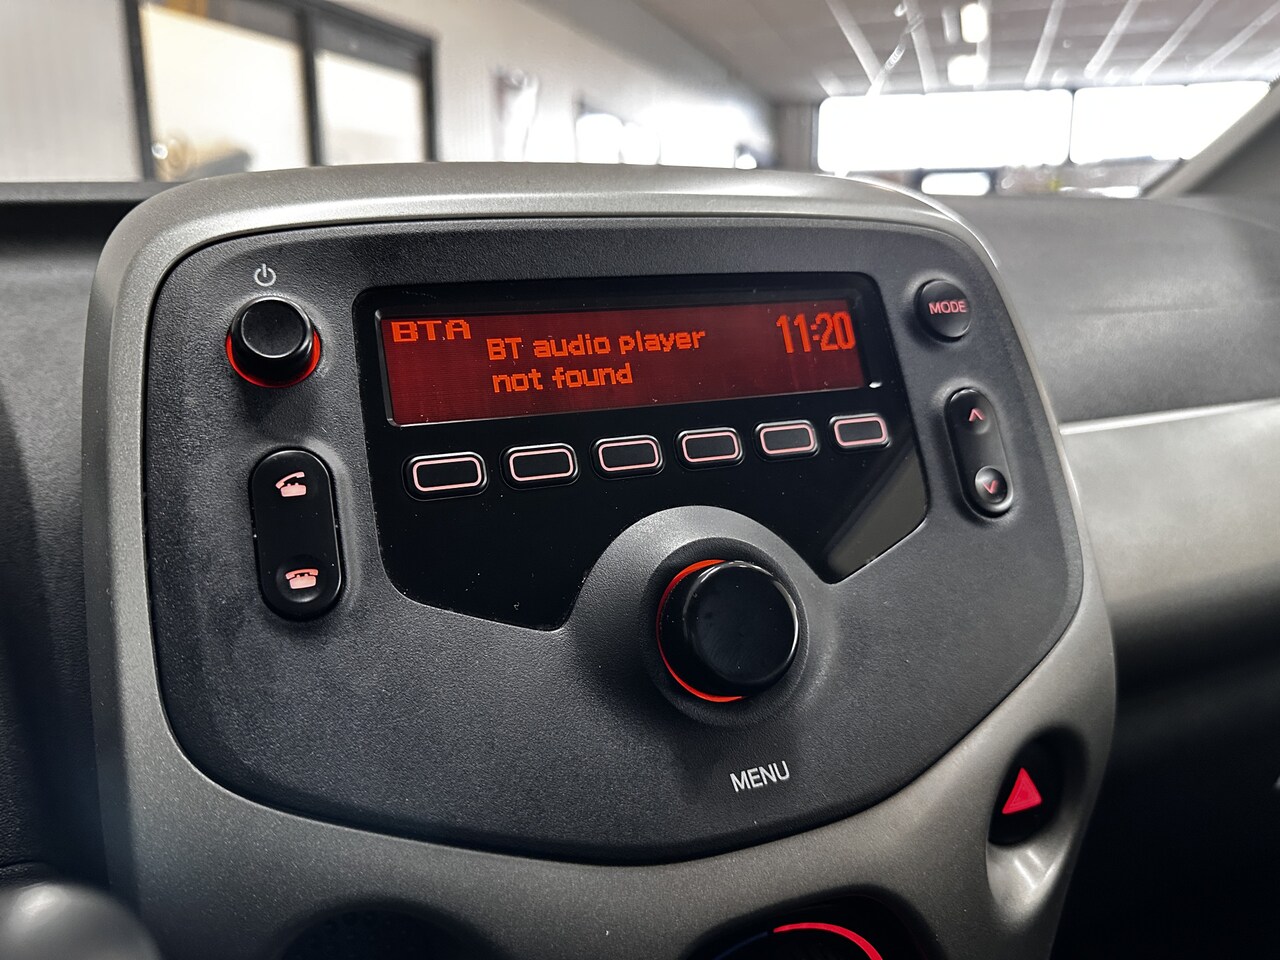 BTA
BT audio player
not found
11:20
MODE
MENU